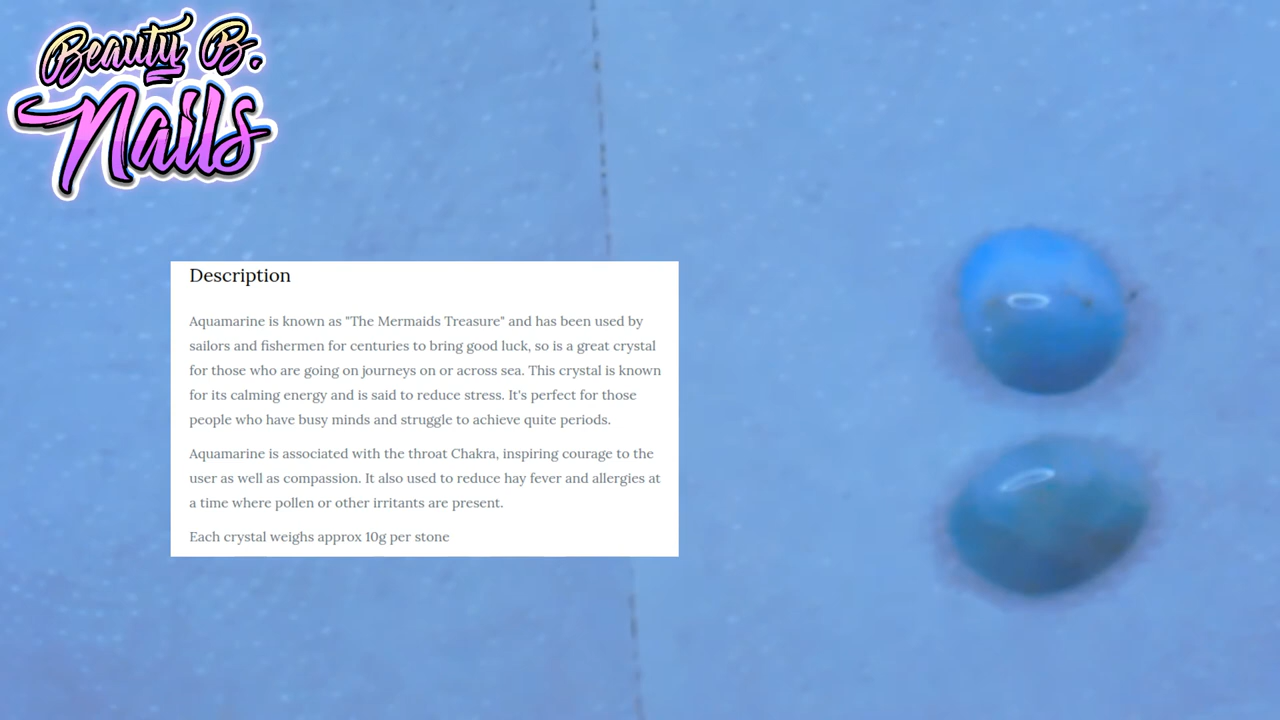 Beauty B.
Nails
Description
Aquamarine is known as "The Mermaids Treasure" and has been used by
sailors and fishermen for centuries to bring good luck, so is a great crystal
for those who are going on journeys on or across sea. This crystal is known
for its calming energy and is said to reduce stress. It's perfect for those
people who have busy minds and struggle to achieve quite periods.
Aquamarine is associated with the throat Chakra, inspiring courage to the
user as well as compassion. It also used to reduce hay fever and allergies at
a time where pollen or other irritants are present.
Each crystal weighs approx 10g per stone